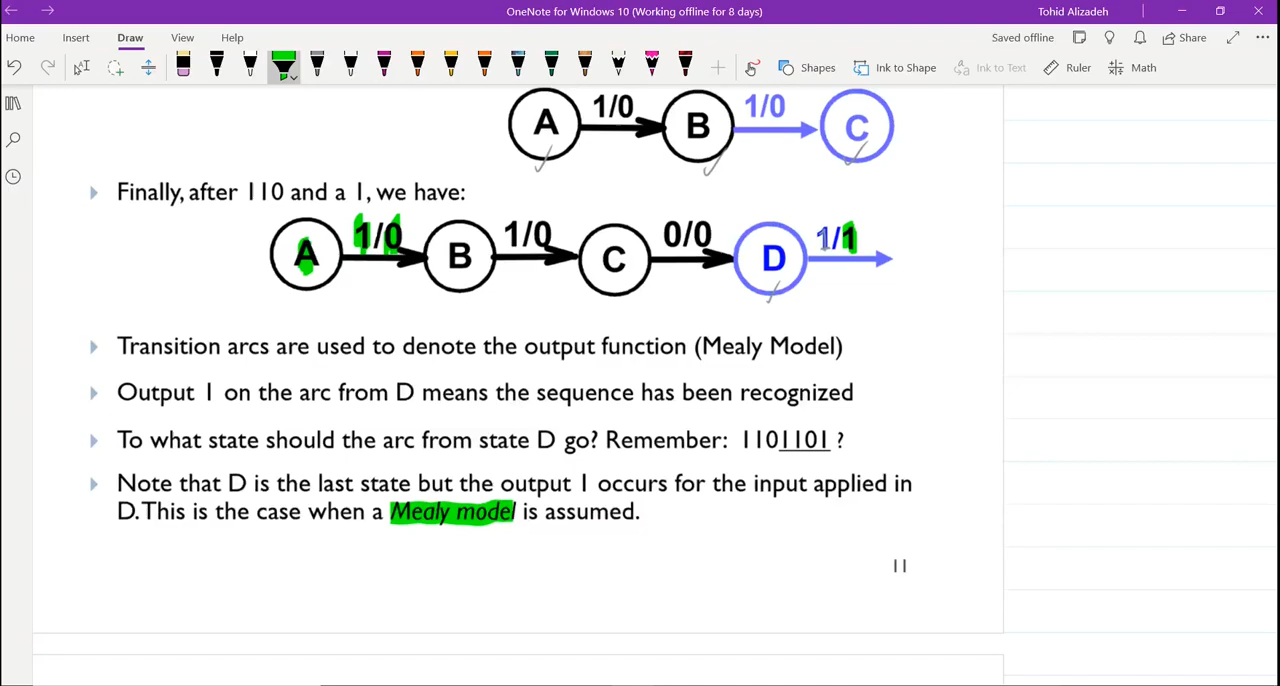 OneNote for Windows 10 (Working offline for 8 days)
Tohid Alizadeh
Home Insert Draw View Help
Saved offline
Share
Shapes
Ink to Shape
Ink to Text
Ruler
Math
A 1/0 B 1/0 C
Finally, after 110 and a 1, we have:
A 1/0 B 1/0 C 0/0 D 1/1
Transition arcs are used to denote the output function (Mealy Model)
Output 1 on the arc from D means the sequence has been recognized
To what state should the arc from state D go? Remember: 1101101 ?
Note that D is the last state but the output 1 occurs for the input applied in
D. This is the case when a Mealy model is assumed.
11